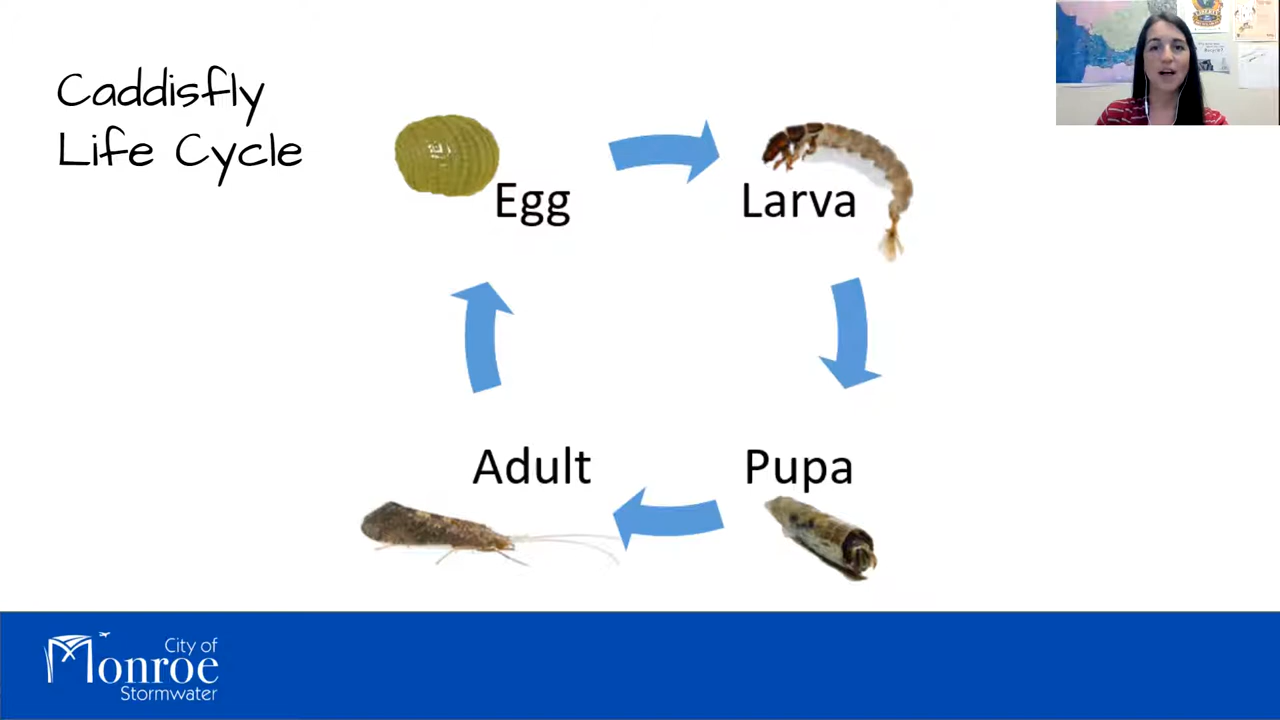 Caddisfly
Life Cycle
Egg
Larva
Adult
Pupa
City of
Monroe
Stormwater